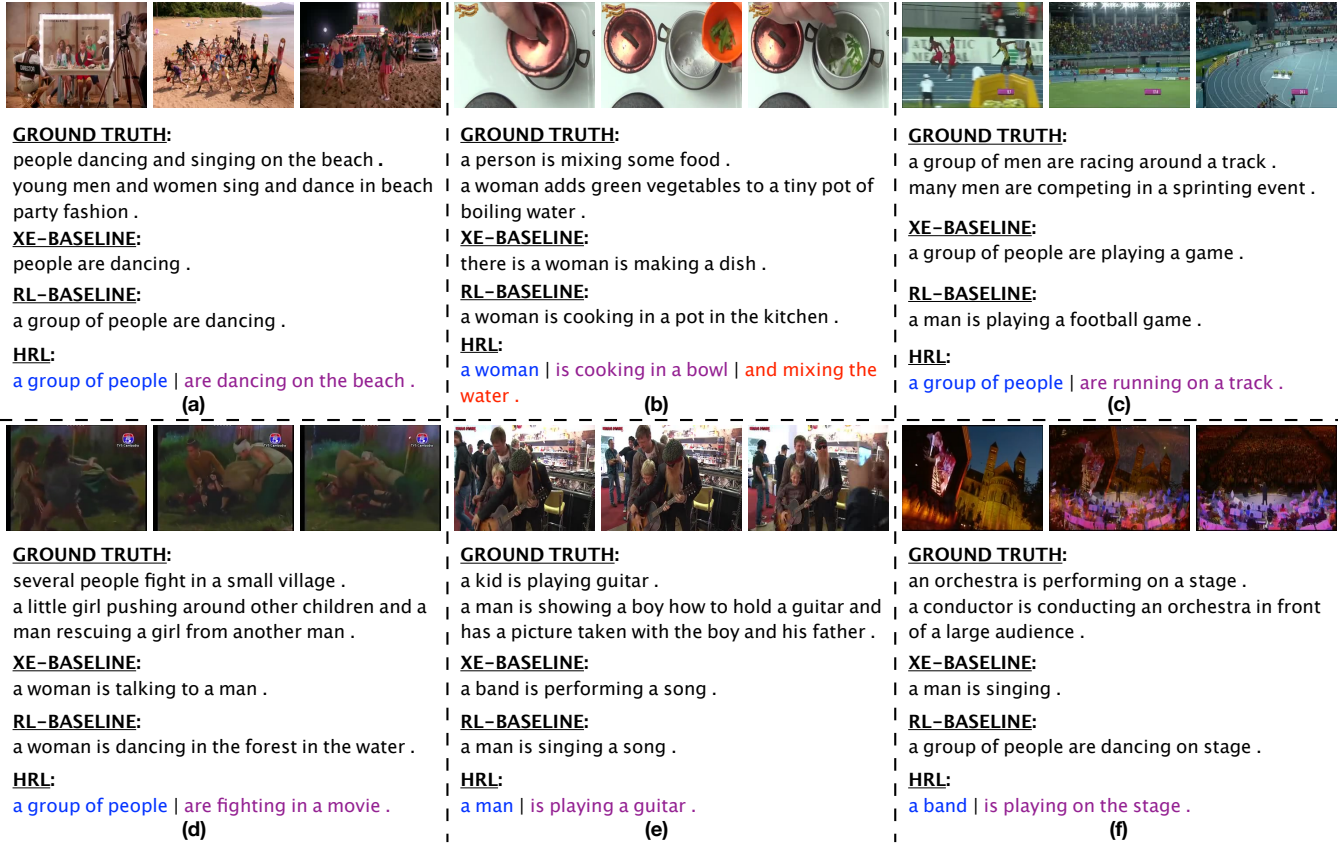 DIRECTOR
GROUND TRUTH:
people dancing and singing on the beach .
young men and women sing and dance in beach
party fashion .
XE-BASELINE:
people are dancing .
RL-BASELINE:
a group of people are dancing .
HRL:
a group of people | are dancing on the beach .
(a)
GROUND TRUTH:
a person is mixing some food .
a woman adds green vegetables to a tiny pot of
boiling water .
XE-BASELINE:
there is a woman is making a dish .
RL-BASELINE:
a woman is cooking in a pot in the kitchen .
HRL:
a woman | is cooking in a bowl | and mixing the
water .
(b)
GROUND TRUTH:
a group of men are racing around a track .
many men are competing in a sprinting event .
XE-BASELINE:
a group of people are playing a game .
RL-BASELINE:
a man is playing a football game .
HRL:
a group of people | are running on a track .
(c)
GROUND TRUTH:
several people fight in a small village .
a little girl pushing around other children and a
man rescuing a girl from another man .
XE-BASELINE:
a woman is talking to a man .
RL-BASELINE:
a woman is dancing in the forest in the water .
HRL:
a group of people | are fighting in a movie .
(d)
GROUND TRUTH:
a kid is playing guitar .
a man is showing a boy how to hold a guitar and
has a picture taken with the boy and his father .
XE-BASELINE:
a band is performing a song .
RL-BASELINE:
a man is singing a song .
HRL:
a man | is playing a guitar .
(e)
GROUND TRUTH:
an orchestra is performing on a stage .
a conductor is conducting an orchestra in front
of a large audience .
XE-BASELINE:
a man is singing .
RL-BASELINE:
a group of people are dancing on stage .
HRL:
a band | is playing on the stage .
(f)